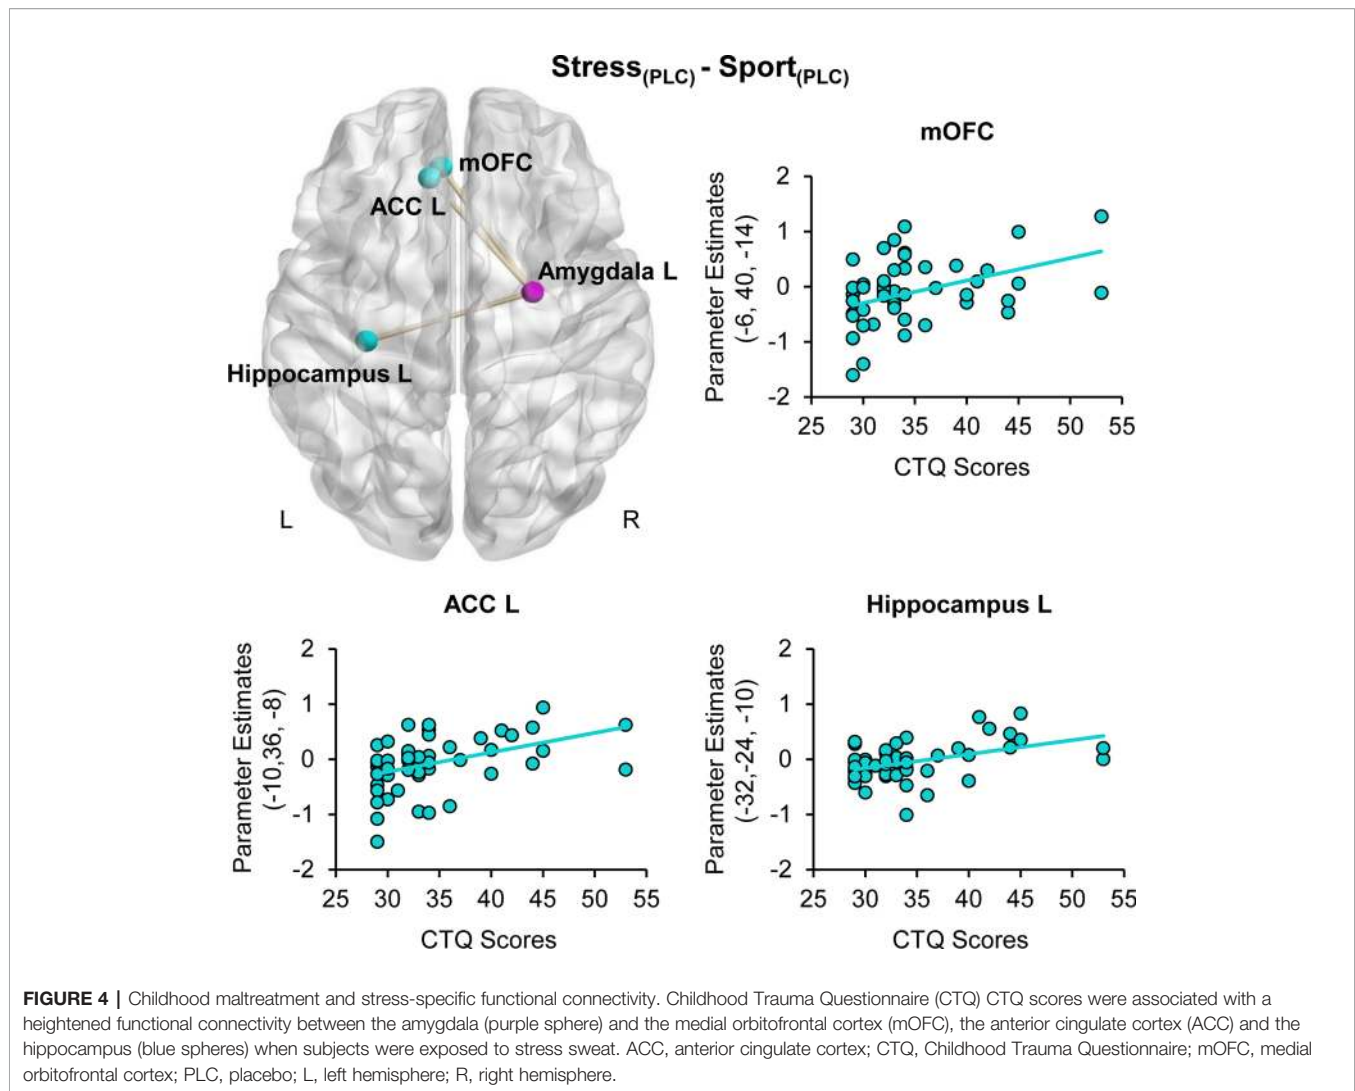 Stress(PLC) - Sport(PLC)
mOFC
ACC L
Amygdala L
Hippocampus L
L
R
mOFC
Parameter Estimates
(-6, 40, -14)
2
1
0
-1
-2
25 30 35 40 45 50 55
CTQ Scores
ACC L
Parameter Estimates
(-10,36, -8)
2
1
0
-1
-2
25 30 35 40 45 50 55
CTQ Scores
Hippocampus L
Parameter Estimates
(-32,-24, -10)
2
1
0
-1
-2
25 30 35 40 45 50 55
CTQ Scores
FIGURE 4 | Childhood maltreatment and stress-specific functional connectivity. Childhood Trauma Questionnaire (CTQ) CTQ scores were associated with a
heightened functional connectivity between the amygdala (purple sphere) and the medial orbitofrontal cortex (mOFC), the anterior cingulate cortex (ACC) and the
hippocampus (blue spheres) when subjects were exposed to stress sweat. ACC, anterior cingulate cortex; CTQ, Childhood Trauma Questionnaire; mOFC, medial
orbitofrontal cortex; PLC, placebo; L, left hemisphere; R, right hemisphere.